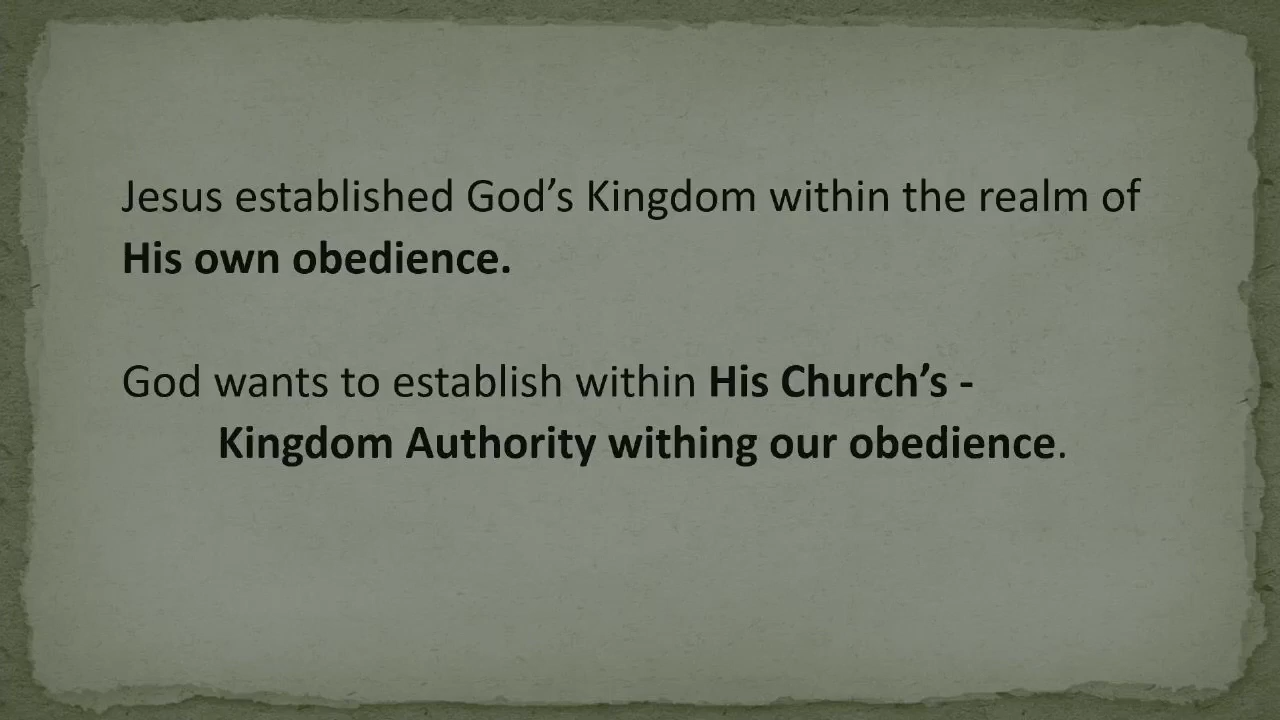 Jesus established God’s Kingdom within the realm of
His own obedience.
God wants to establish within His Church’s -
Kingdom Authority withing our obedience.